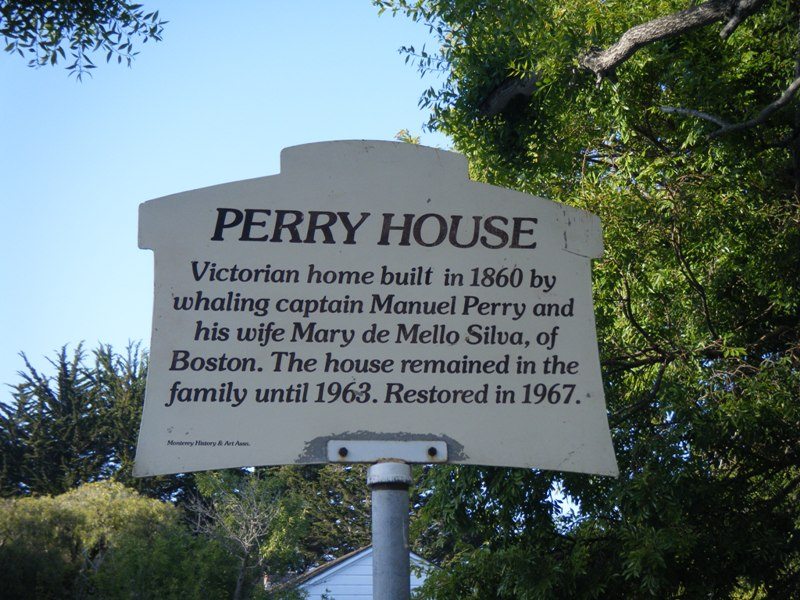 PERRY HOUSE
Victorian home built in 1860 by
whaling captain Manuel Perry and
his wife Mary de Mello Silva, of
Boston. The house remained in the
family until 1963. Restored in 1967.
Monterey History & Art Assn.